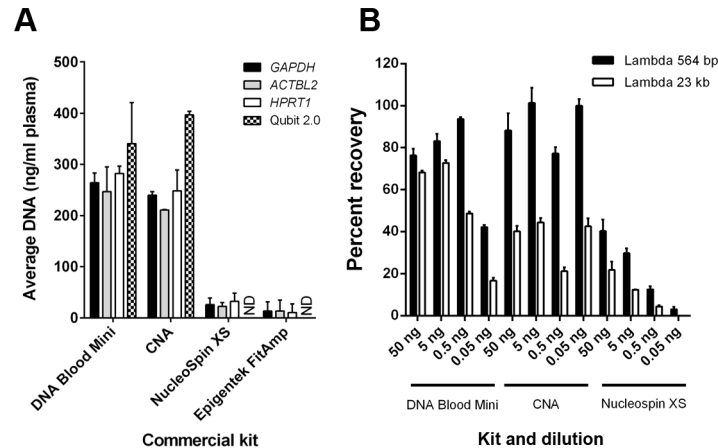 A
Average DNA (ng/ml plasma)
500
400
300
200
100
0
GAPDH
ACTBL2
HPRT1
Qubit 2.0
ND
ND
DNA Blood Mini
CNA
NucleoSpin XS
Epigentek FitAmp
Commercial kit
B
Percent recovery
120
100
80
60
40
20
0
Lambda 564 bp
Lambda 23 kb
50 ng
5 ng
0.5 ng
0.05 ng
50 ng
5 ng
0.5 ng
0.05 ng
50 ng
5 ng
0.5 ng
0.05 ng
DNA Blood Mini
CNA
Nucleospin XS
Kit and dilution